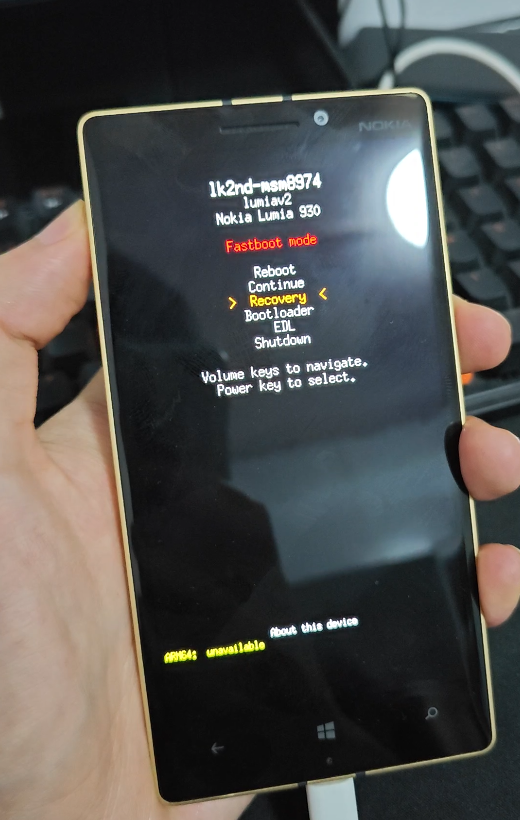 NOKIA
lk2nd-msm8974
lumiav2
Nokia Lumia 930
Fastboot mode
Reboot
Continue
> Recovery <
Bootloader
EDL
Shutdown
Volume keys to navigate.
Power key to select.
About this device
ARM64: unavailable